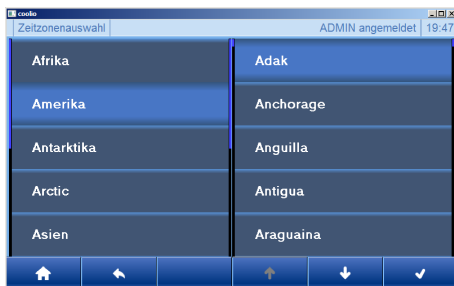 coolio
Zeitzonenauswahl ADMIN angemeldet 19:47
Afrika Adak
Amerika Anchorage
Antarktika Anguilla
Arctic Antigua
Asien Araguaina